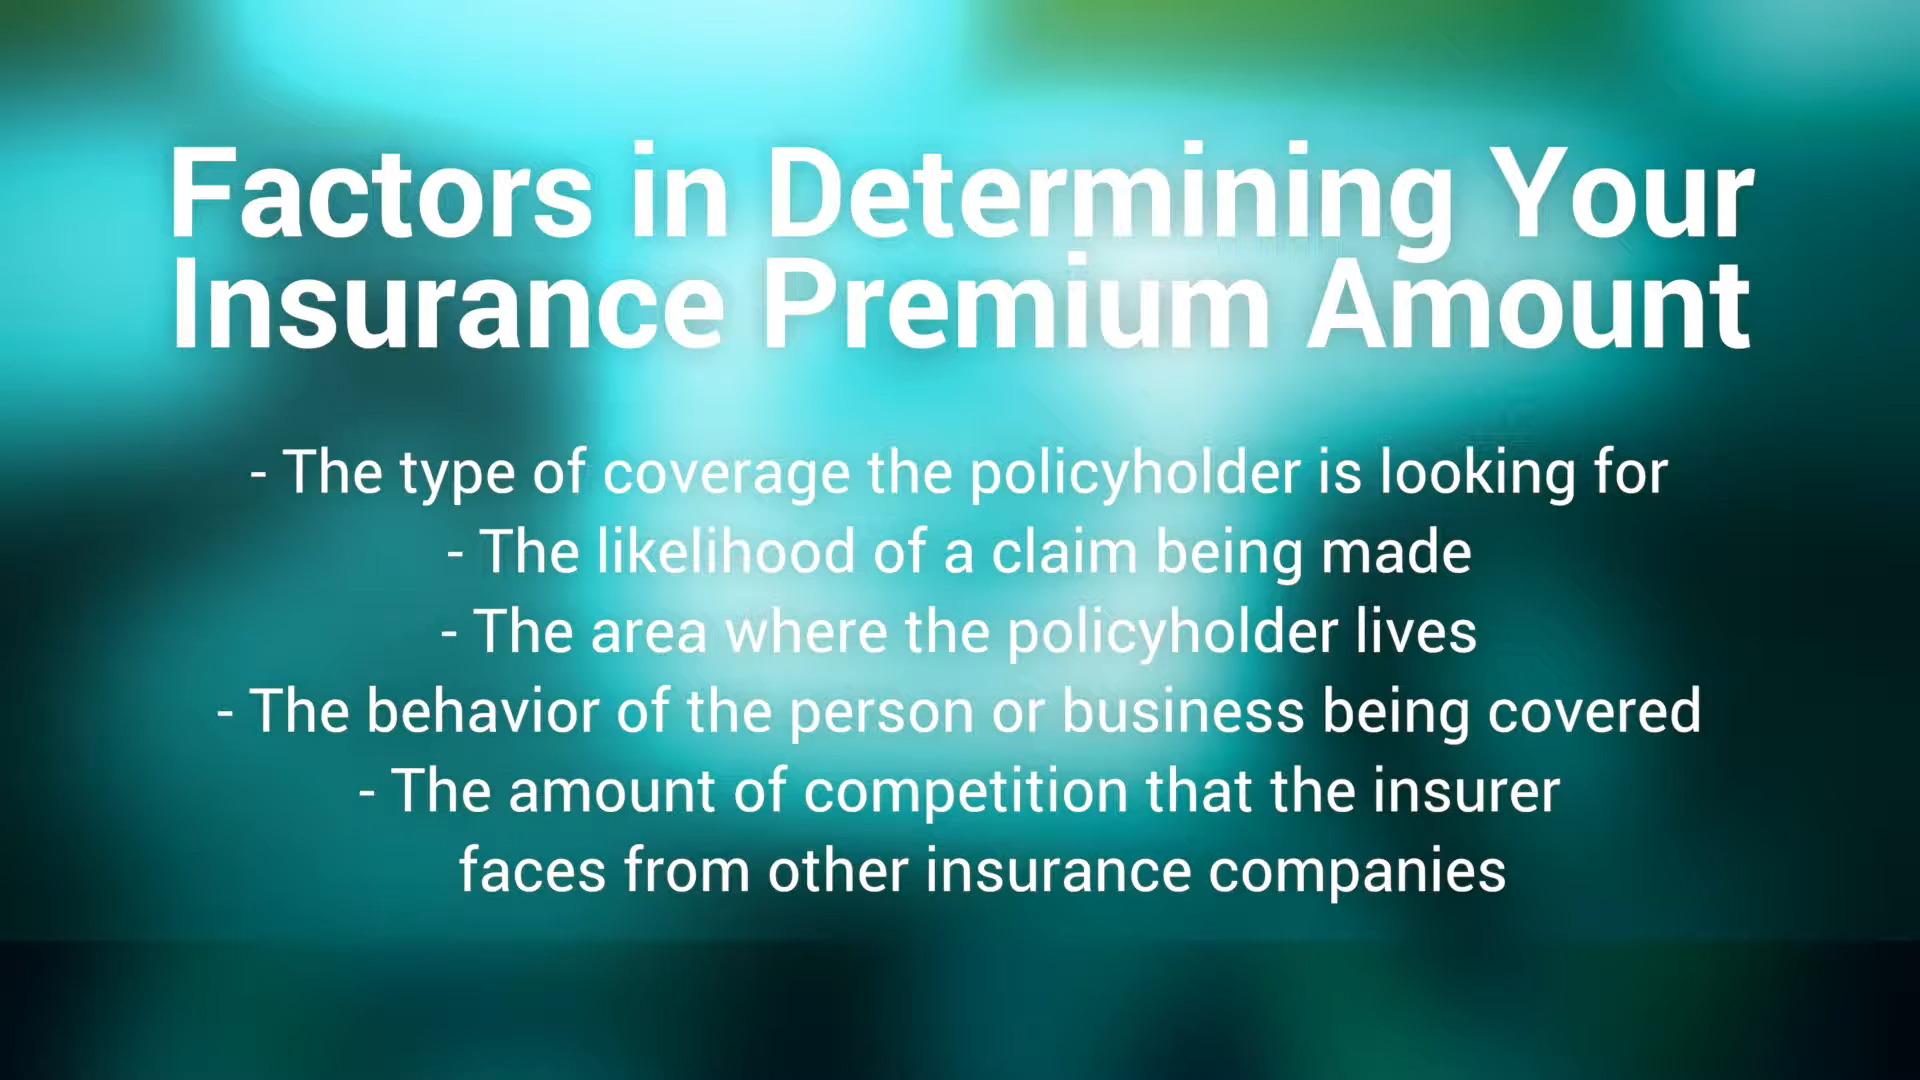 Factors in Determining Your
Insurance Premium Amount
- The type of coverage the policyholder is looking for
- The likelihood of a claim being made
- The area where the policyholder lives
- The behavior of the person or business being covered
- The amount of competition that the insurer
faces from other insurance companies